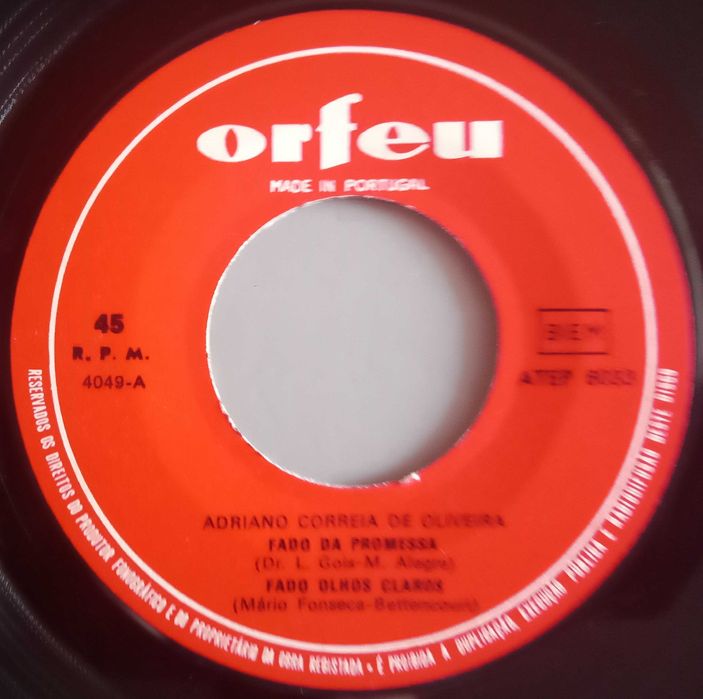 orfeu
MADE IN PORTUGAL
45
R. P. M.
4049-A
BIEM
ATEP 6053
ADRIANO CORREIA DE OLIVEIRA
FADO DA PROMESSA
(Dr. L. Gois-M. Alegre)
FADO OLHOS CLAROS
(Mário Fonseca-Bettencourt)
RESERVADOS OS DIREITOS DO PRODUTOR FONOGRÁFICO E DO PROPRIETÁRIO DA OBRA REGISTADA • É PROIBIDA A DUPLICAÇÃO, EXECUÇÃO PÚBLICA E RADIODIFUSÃO DESTE DISCO